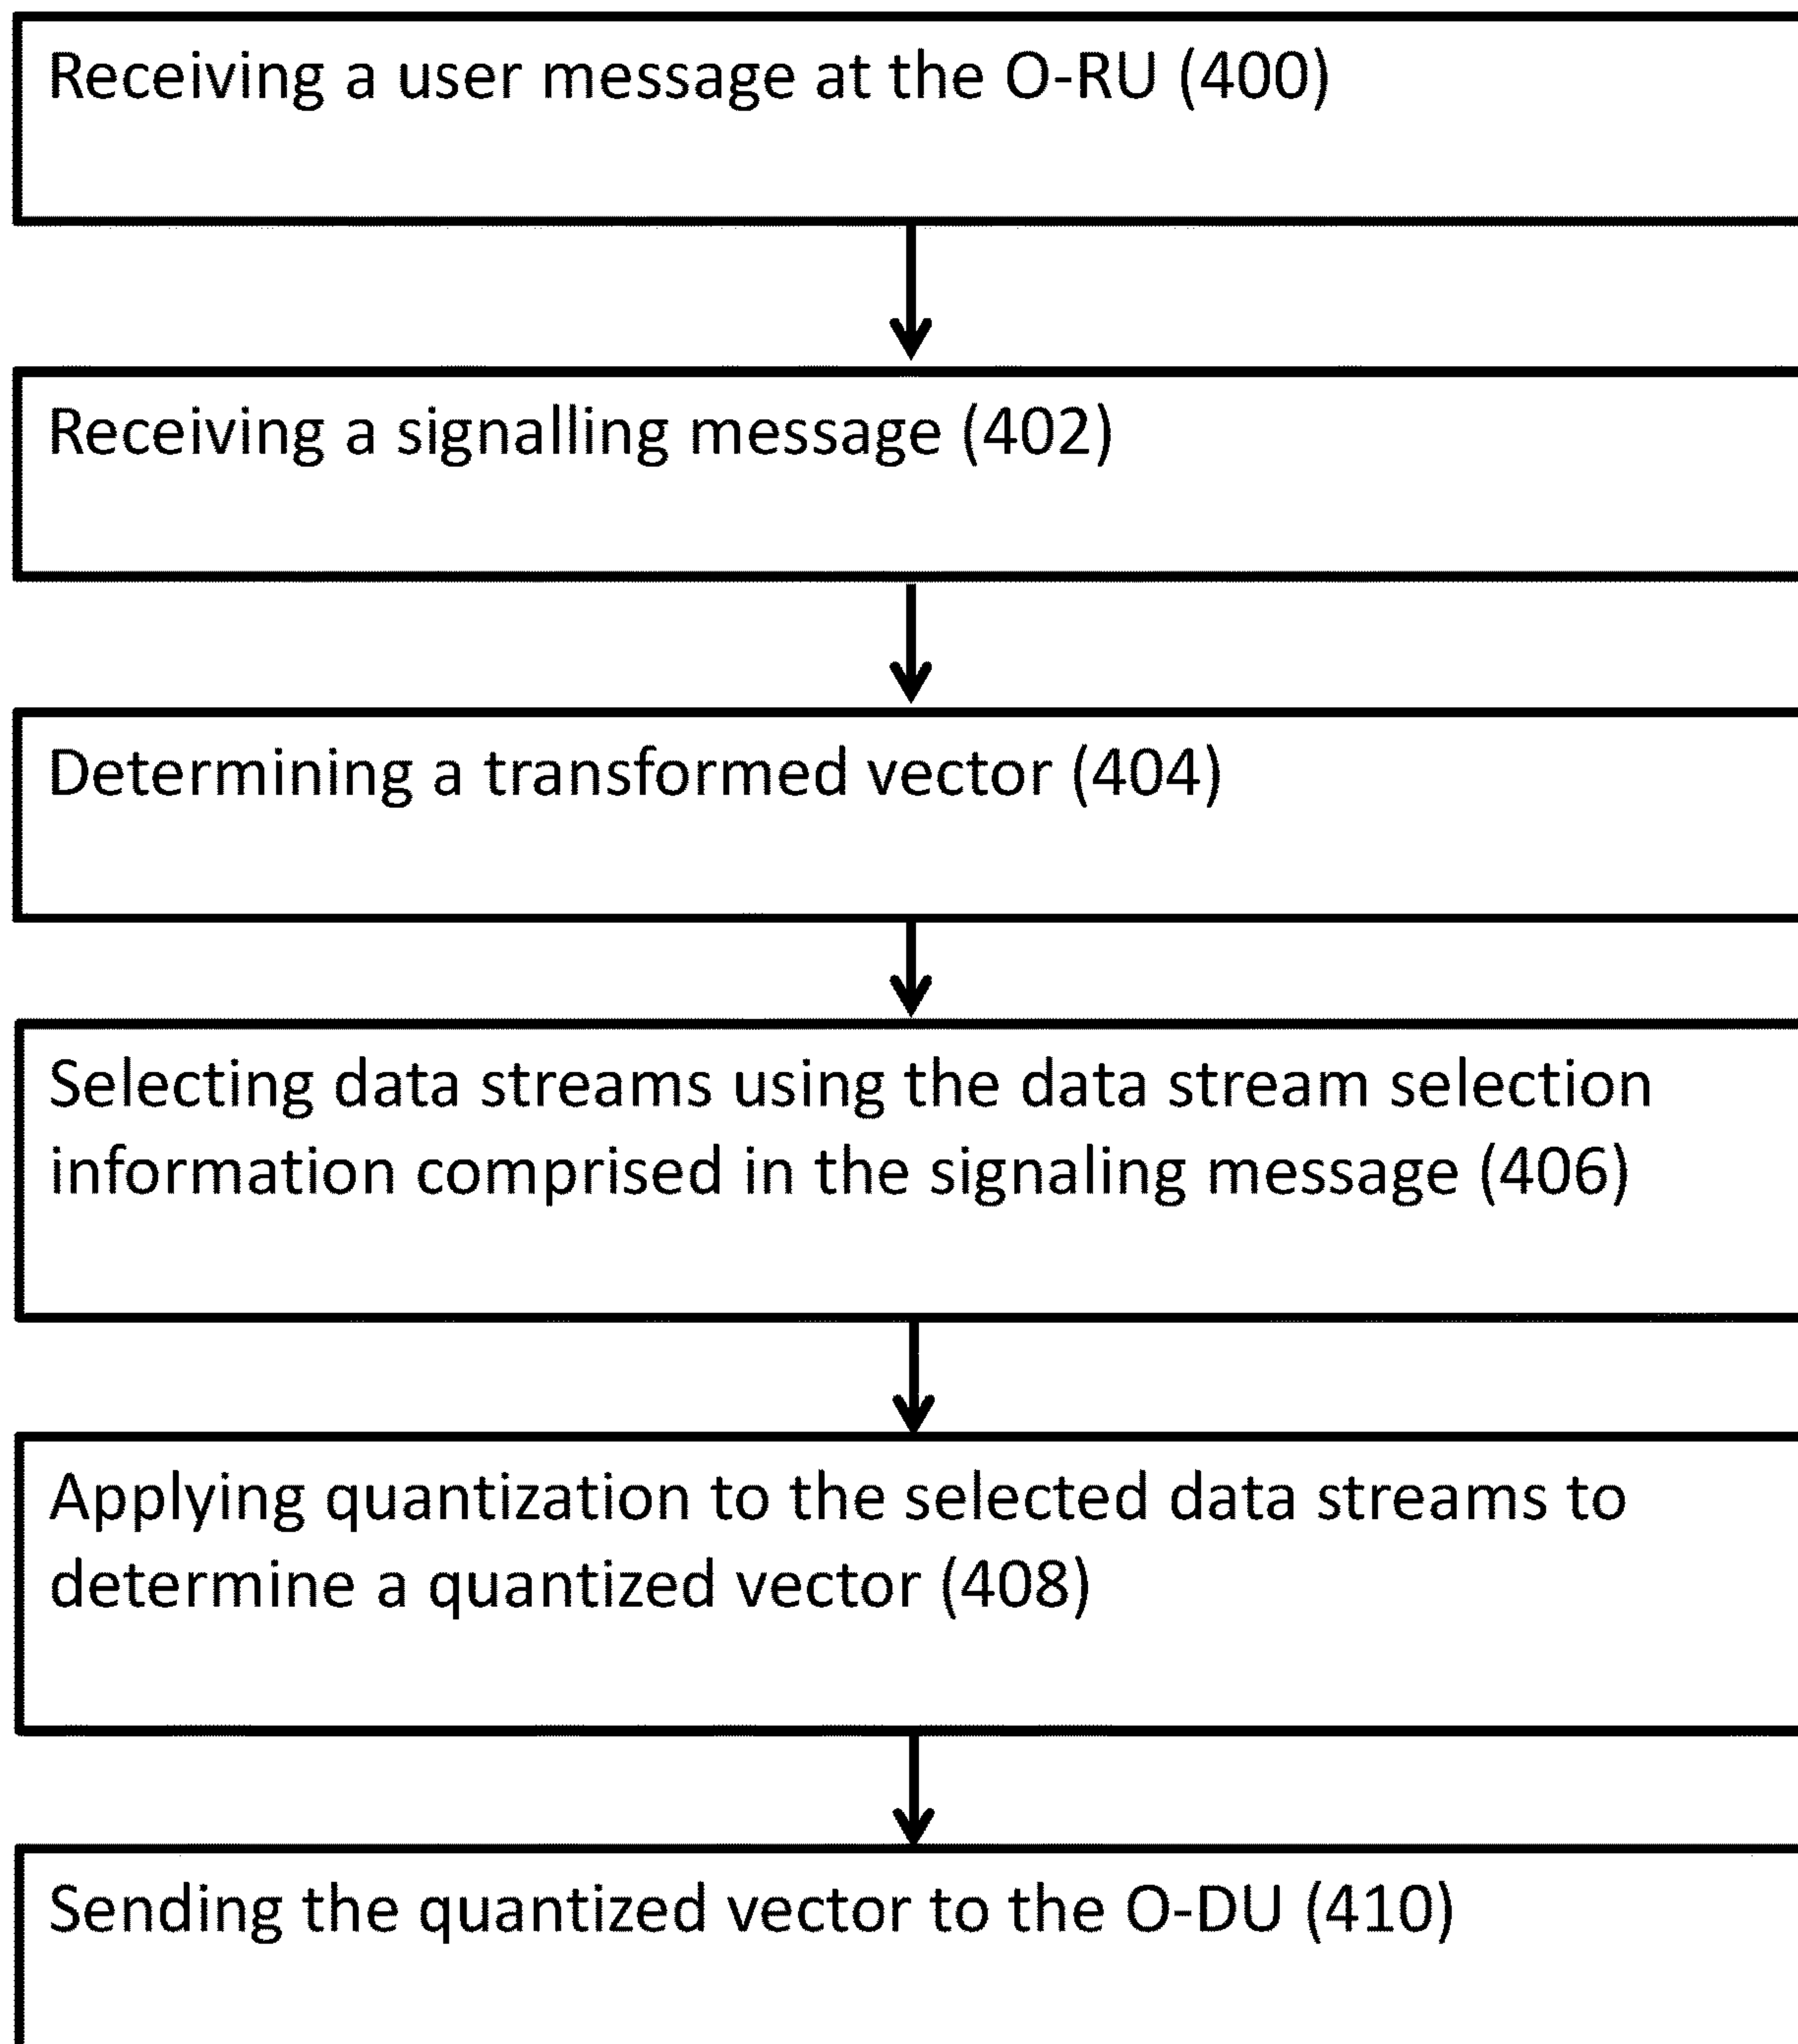 Receiving a user message at the O-RU (400)
Receiving a signalling message (402)
Determining a transformed vector (404)
Selecting data streams using the data stream selection
information comprised in the signaling message (406)
Applying quantization to the selected data streams to
determine a quantized vector (408)
Sending the quantized vector to the O-DU (410)